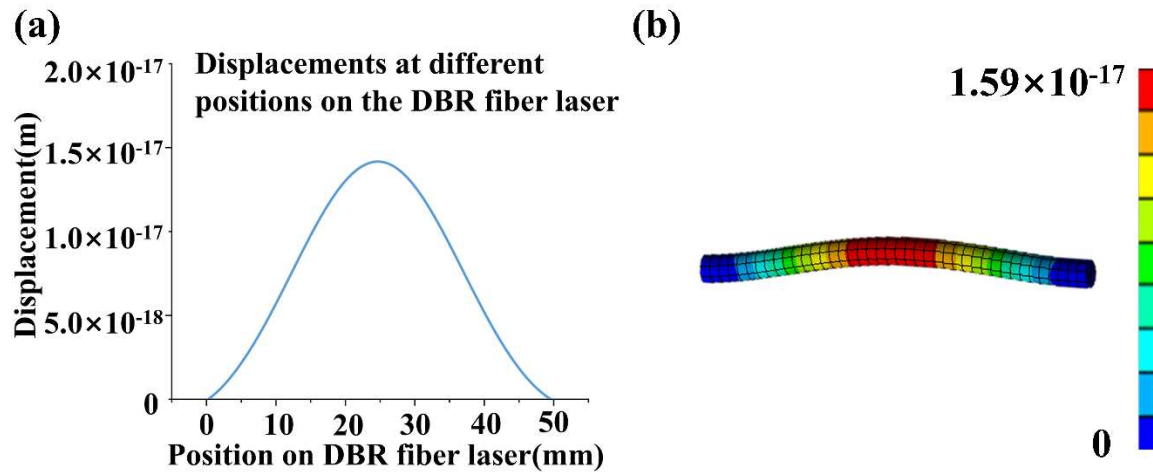 (a)
Displacements at different
positions on the DBR fiber laser
2.0×10⁻¹⁷
1.5×10⁻¹⁷
1.0×10⁻¹⁷
5.0×10⁻¹⁸
0
Displacement(m)
0 10 20 30 40 50
Position on DBR fiber laser(mm)
(b)
1.59×10⁻¹⁷
0